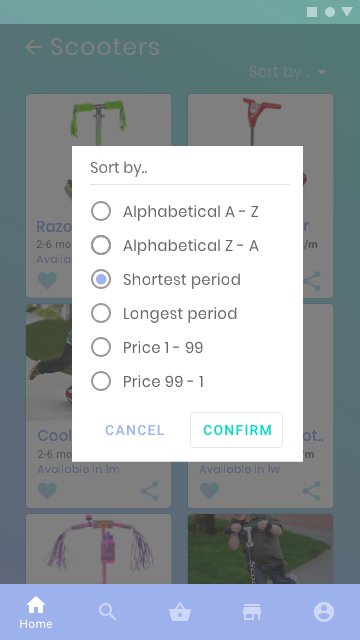 Scooters
Sort by ..
Sort by..
Alphabetical A - Z
Alphabetical Z - A
Shortest period
Longest period
Price 1 - 99
Price 99 - 1
CANCEL
CONFIRM
Razo
2-6 mo
/m
Availa
Cool
ot..
2-6 mo
/m
Available in 1m
Available in 1w
Home